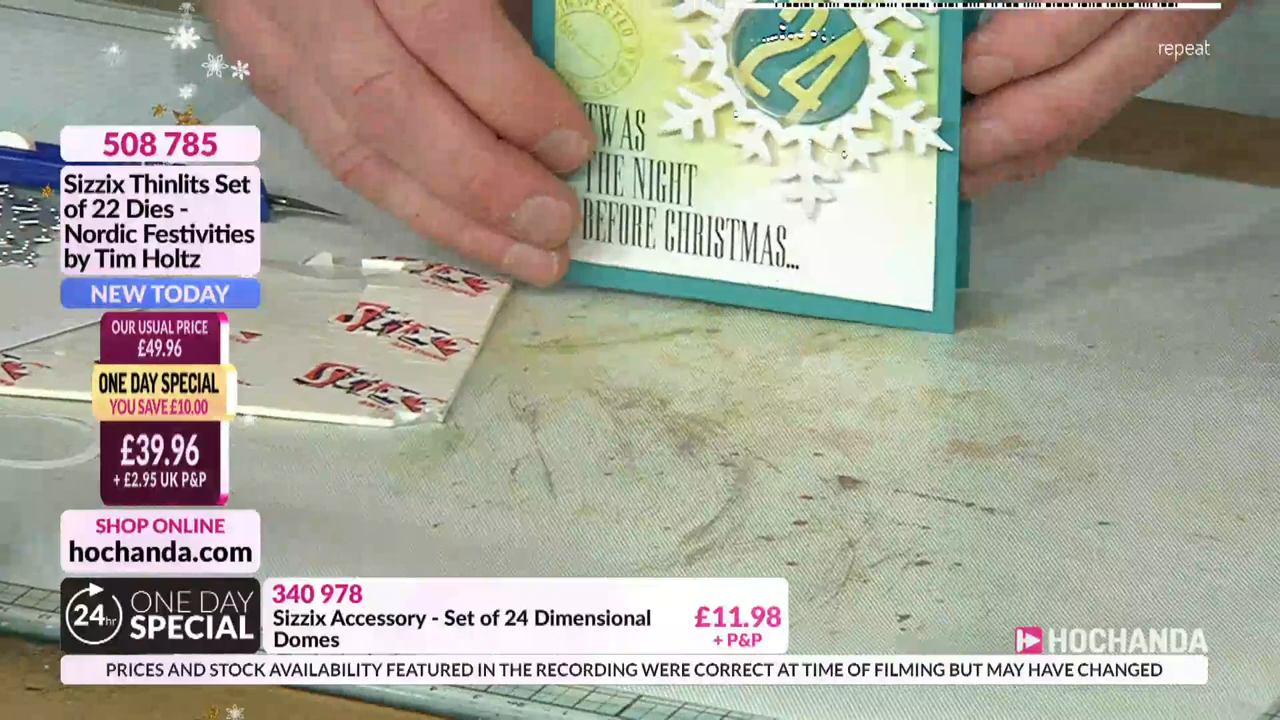 repeat
508 785
Sizzix Thinlits Set
of 22 Dies -
Nordic Festivities
by Tim Holtz
NEW TODAY
OUR USUAL PRICE
£49.96
ONE DAY SPECIAL
YOU SAVE £10.00
£39.96
+ £2.95 UK P&P
SHOP ONLINE
hochanda.com
24hr
ONE DAY
SPECIAL
340 978
Sizzix Accessory - Set of 24 Dimensional
Domes
£11.98
+ P&P
HOCHANDA
PRICES AND STOCK AVAILABILITY FEATURED IN THE RECORDING WERE CORRECT AT TIME OF FILMING BUT MAY HAVE CHANGED
INSPECTED
24
TWAS
THE NIGHT
BEFORE CHRISTMAS...